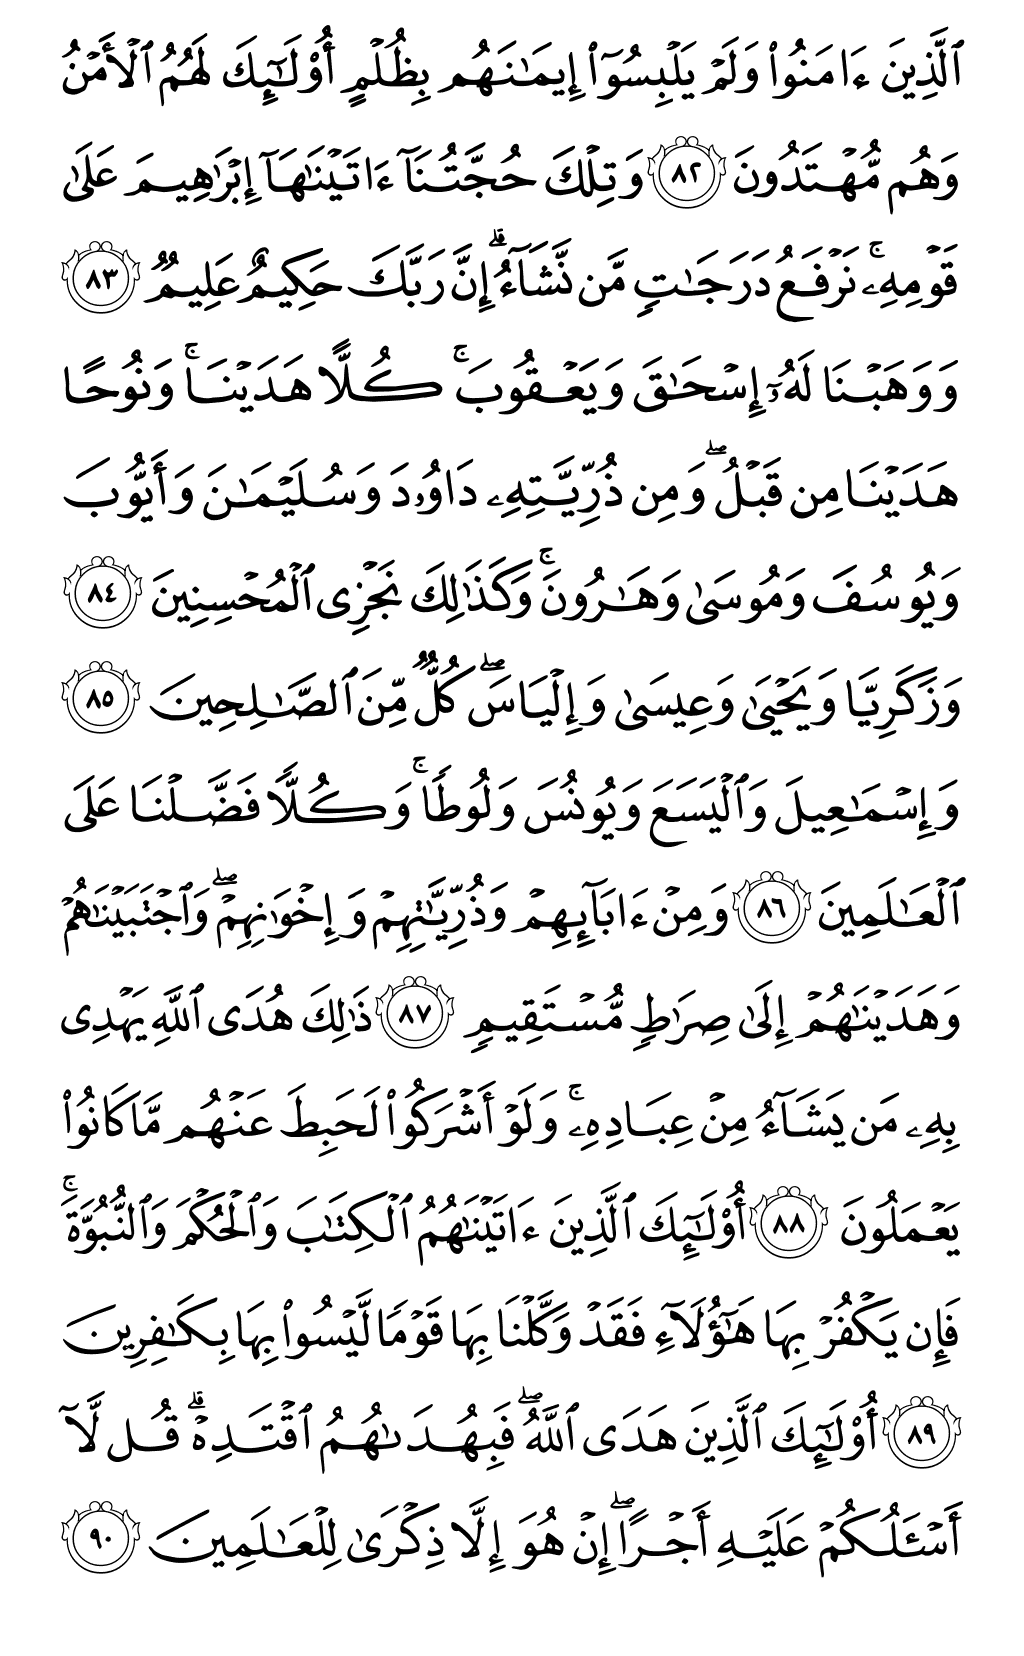 ٱلَّذِينَ ءَامَنُوا۟ وَلَمْ يَلْبِسُوٓا۟ إِيمَـٰنَهُم بِظُلْمٍ أُو۟لَـٰٓئِكَ لَهُمُ ٱلْأَمْنُ
وَهُم مُّهْتَدُونَ ٨٢ وَتِلْكَ حُجَّتُنَآ ءَاتَيْنَـٰهَآ إِبْرَٰهِيمَ عَلَىٰ
قَوْمِهِۦ ۚ نَرْفَعُ دَرَجَـٰتٍ مَّن نَّشَآءُ ۗ إِنَّ رَبَّكَ حَكِيمٌ عَلِيمٌ ٨٣
وَوَهَبْنَا لَهُۥٓ إِسْحَـٰقَ وَيَعْقُوبَ ۚ كُلًّا هَدَيْنَا ۚ وَنُوحًا
هَدَيْنَا مِن قَبْلُ ۖ وَمِن ذُرِّيَّتِهِۦ دَاوُۥدَ وَسُلَيْمَـٰنَ وَأَيُّوبَ
وَيُوسُفَ وَمُوسَىٰ وَهَـٰرُونَ ۚ وَكَذَٰلِكَ نَجْزِى ٱلْمُحْسِنِينَ ٨٤
وَزَكَرِيَّا وَيَحْيَىٰ وَعِيسَىٰ وَإِلْيَاسَ ۖ كُلٌّ مِّنَ ٱلصَّـٰلِحِينَ ٨٥
وَإِسْمَـٰعِيلَ وَٱلْيَسَعَ وَيُونُسَ وَلُوطًا ۚ وَكُلًّا فَضَّلْنَا عَلَى
ٱلْعَـٰلَمِينَ ٨٦ وَمِنْ ءَابَآئِهِمْ وَذُرِّيَّـٰتِهِمْ وَإِخْوَٰنِهِمْ ۖ وَٱجْتَبَيْنَـٰهُمْ
وَهَدَيْنَـٰهُمْ إِلَىٰ صِرَٰطٍ مُّسْتَقِيمٍ ٨٧ ذَٰلِكَ هُدَى ٱللَّهِ يَهْدِى
بِهِۦ مَن يَشَآءُ مِنْ عِبَادِهِۦ ۚ وَلَوْ أَشْرَكُوا۟ لَحَبِطَ عَنْهُم مَّا كَانُوا۟
يَعْمَلُونَ ٨٨ أُو۟لَـٰٓئِكَ ٱلَّذِينَ ءَاتَيْنَـٰهُمُ ٱلْكِتَـٰبَ وَٱلْحُكْمَ وَٱلنُّبُوَّةَ ۚ
فَإِن يَكْفُرْ بِهَا هَـٰٓؤُلَآءِ فَقَدْ وَكَّلْنَا بِهَا قَوْمًا لَّيْسُوا۟ بِهَا بِكَـٰفِرِينَ
٨٩ أُو۟لَـٰٓئِكَ ٱلَّذِينَ هَدَى ٱللَّهُ ۖ فَبِهُدَىٰهُمُ ٱقْتَدِهْ ۗ قُل لَّآ
أَسْـَٔلُكُمْ عَلَيْهِ أَجْرًا ۖ إِنْ هُوَ إِلَّا ذِكْرَىٰ لِلْعَـٰلَمِينَ ٩٠